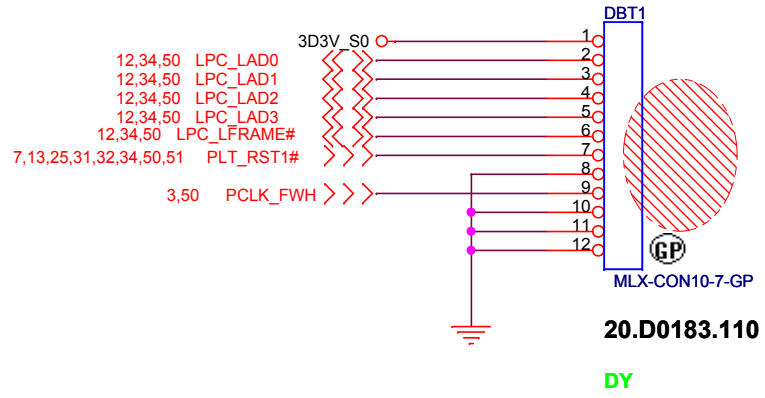 DBT1
3D3V_S0 1
12,34,50 LPC_LAD0 2
12,34,50 LPC_LAD1 3
12,34,50 LPC_LAD2 4
12,34,50 LPC_LAD3 5
12,34,50 LPC_LFRAME# 6
7,13,25,31,32,34,50,51 PLT_RST1# 7
8
3,50 PCLK_FWH 9
10
11
12
GP
MLX-CON10-7-GP
20.D0183.110
DY